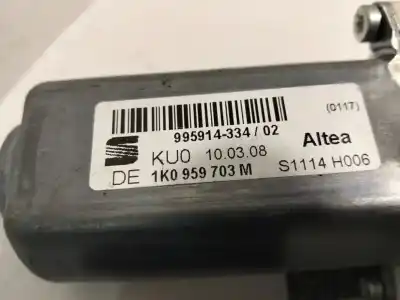 (0117)
995914-334 / 02
Altea
KU0 10.03.08
DE 1K0 959 703 M
S1114 H006